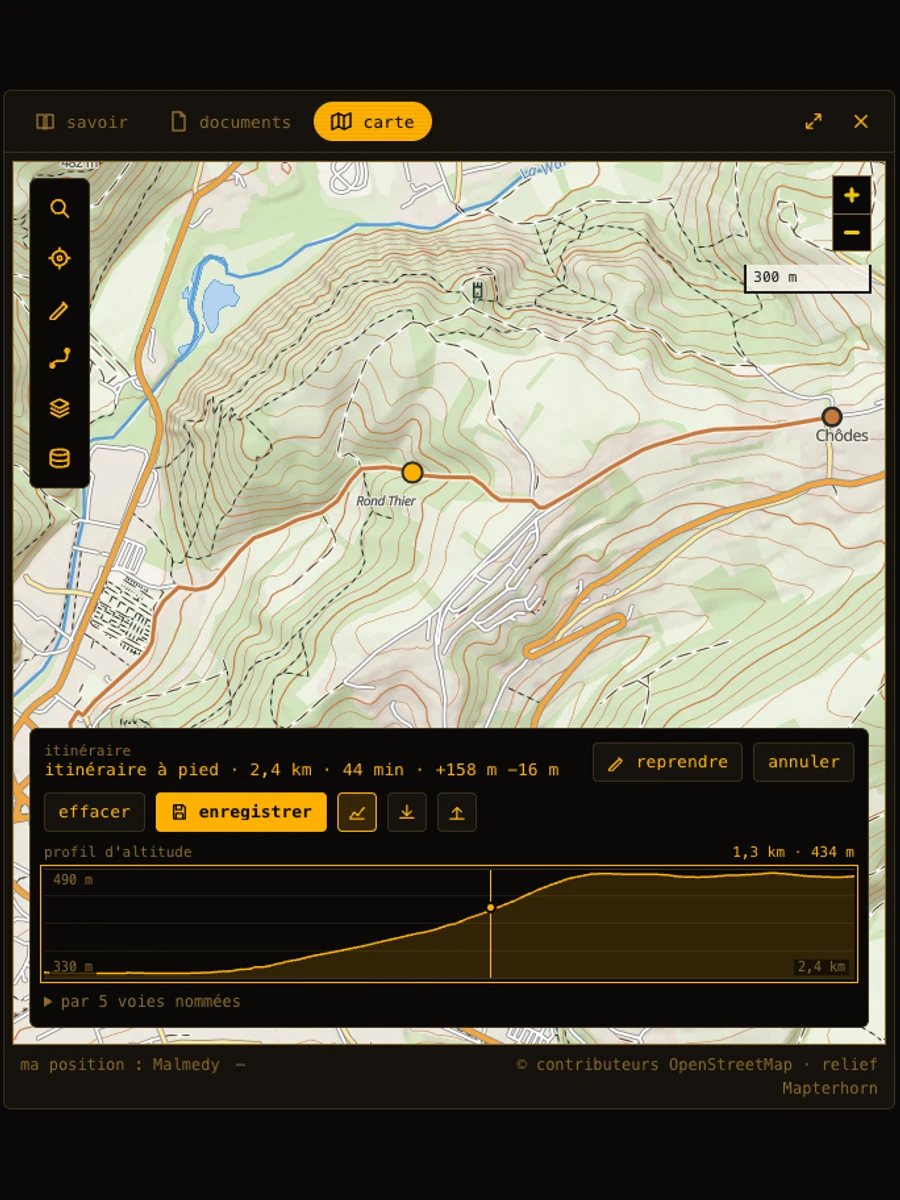 savoir
documents
carte
300 m
Chôdes
Rond Thier
itinéraire
itinéraire à pied · 2,4 km · 44 min · +158 m −16 m
reprendre
annuler
effacer
enregistrer
profil d'altitude
1,3 km · 434 m
490 m
330 m
2,4 km
▶ par 5 voies nommées
ma position : Malmedy —
© contributeurs OpenStreetMap · relief
Mapterhorn